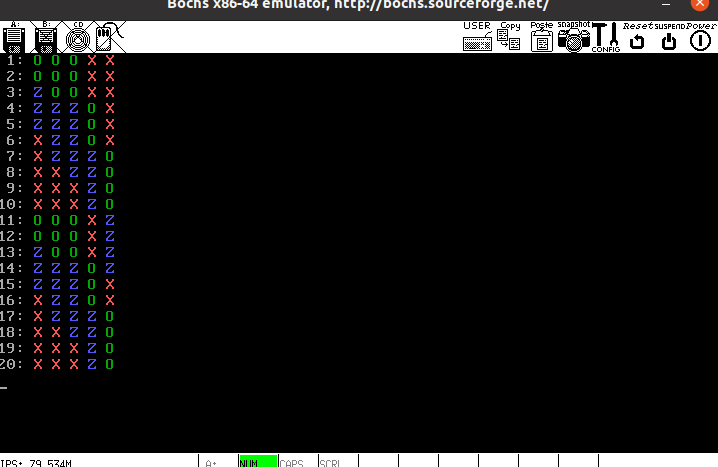 Bochs x86-64 emulator, http://bochs.sourceforge.net/
A: B: CD USER Copy Paste snapshot CONFIG Reset SUSPEND Power
1: O O O X X
2: O O O X X
3: Z O O X X
4: Z Z Z O X
5: Z Z Z O X
6: X Z Z O X
7: X Z Z Z O
8: X X Z Z O
9: X X X Z O
10: X X X Z O
11: O O O X Z
12: O O O X Z
13: Z O O X Z
14: Z Z Z O Z
15: Z Z Z O X
16: X Z Z O X
17: X Z Z Z O
18: X X Z Z O
19: X X X Z O
20: X X X Z O
IPS: 79.534M A: NUM CAPS SCRL